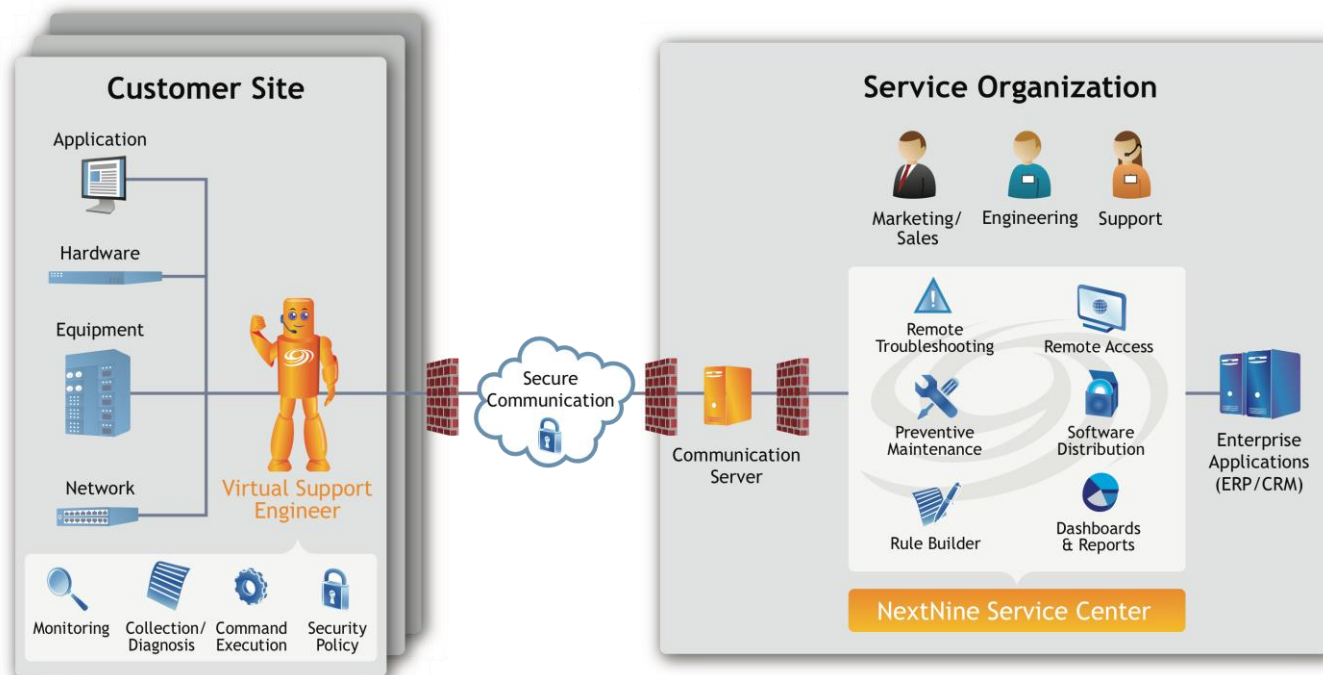 Customer Site
Application
Hardware
Equipment
Network
Virtual Support
Engineer
Monitoring
Collection/
Diagnosis
Command
Execution
Security
Policy
Secure
Communication
Communication
Server
Service Organization
Marketing/
Sales
Engineering
Support
Remote
Troubleshooting
Remote Access
Preventive
Maintenance
Software
Distribution
Rule Builder
Dashboards
& Reports
NextNine Service Center
Enterprise
Applications
(ERP/CRM)